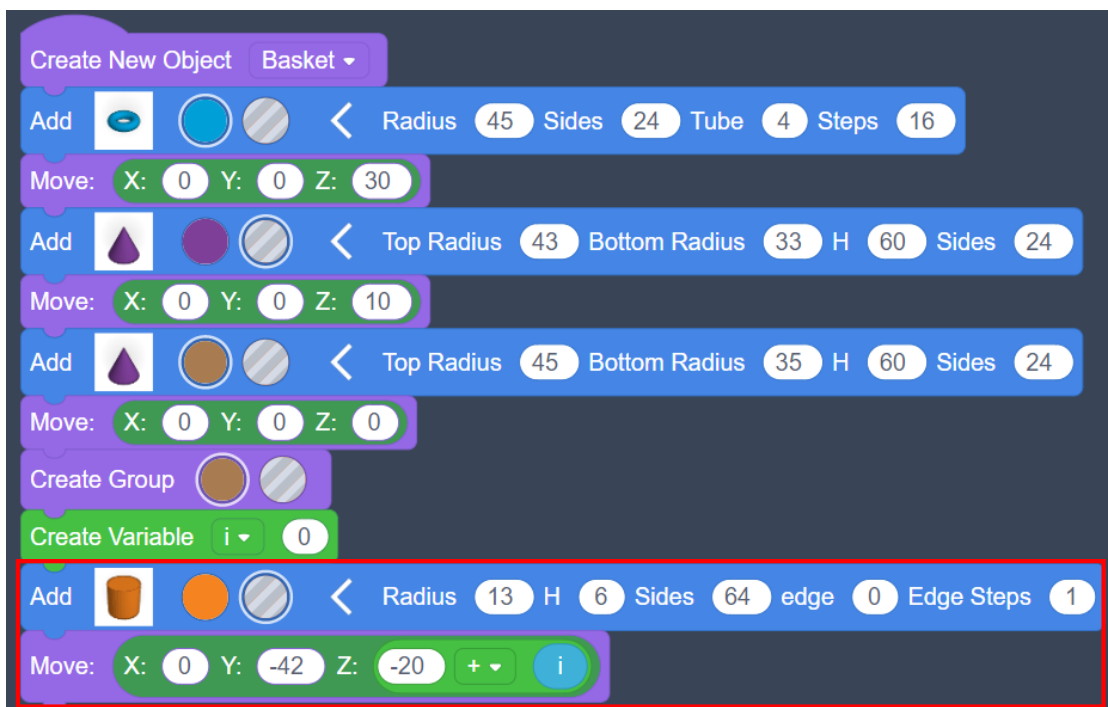 Create New Object Basket
Add Radius 45 Sides 24 Tube 4 Steps 16
Move: X: 0 Y: 0 Z: 30
Add Top Radius 43 Bottom Radius 33 H 60 Sides 24
Move: X: 0 Y: 0 Z: 10
Add Top Radius 45 Bottom Radius 35 H 60 Sides 24
Move: X: 0 Y: 0 Z: 0
Create Group
Create Variable i 0
Add Radius 13 H 6 Sides 64 edge 0 Edge Steps 1
Move: X: 0 Y: -42 Z: -20 + i